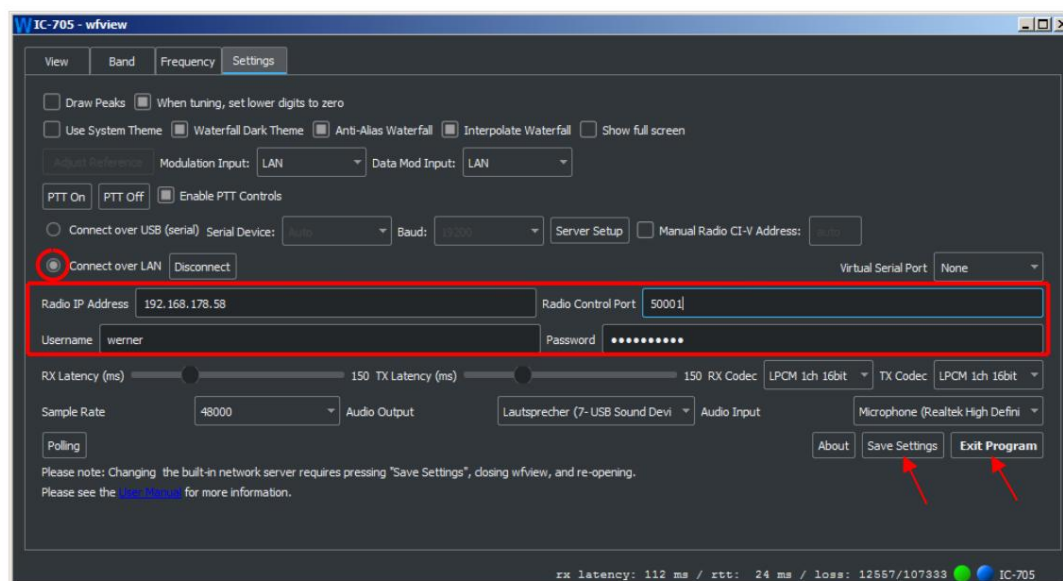 IC-705 - wfview
View Band Frequency Settings
Draw Peaks When tuning, set lower digits to zero
Use System Theme Waterfall Dark Theme Anti-Alias Waterfall Interpolate Waterfall Show full screen
Adjust Reference Modulation Input: LAN Data Mod Input: LAN
PTT On PTT Off Enable PTT Controls
Connect over USB (serial) Serial Device: Auto Baud: 19200 Server Setup Manual Radio CI-V Address: auto
Connect over LAN Disconnect Virtual Serial Port None
Radio IP Address 192.168.178.58 Radio Control Port 50001
Username werner Password ●●●●●●●●●●
RX Latency (ms) 150 TX Latency (ms) 150 RX Codec LPCM 1ch 16bit TX Codec LPCM 1ch 16bit
Sample Rate 48000 Audio Output Lautsprecher (7- USB Sound Devi Audio Input Microphone (Realtek High Defini
Polling About Save Settings Exit Program
Please note: Changing the built-in network server requires pressing "Save Settings", closing wfview, and re-opening.
Please see the User Manual for more information.
rx latency: 112 ms / rtt: 24 ms / loss: 12557/107333 IC-705